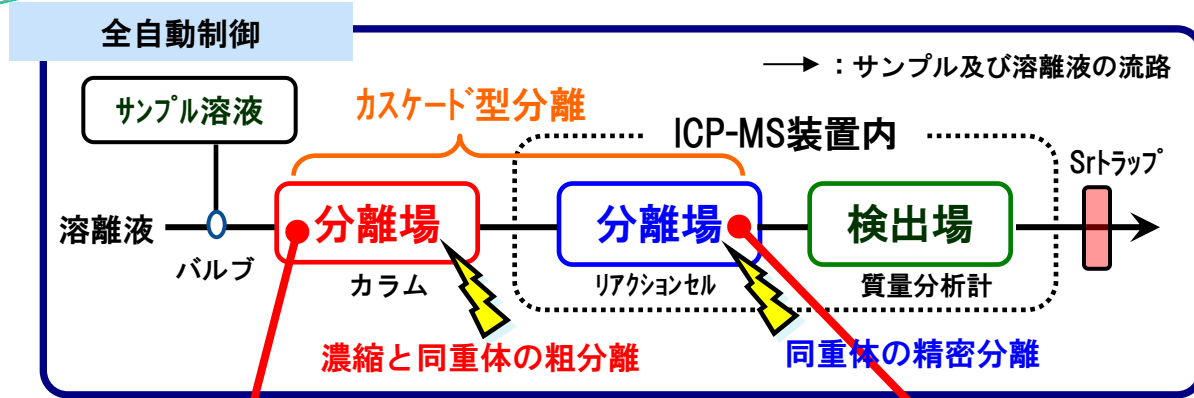 全自動制御
→ ：サンプル及び溶離液の流路
ｻﾝﾌﾟﾙ溶液
ｶｽｹｰﾄﾞ型分離
ICP-MS装置内
Srﾄﾗｯﾌﾟ
溶離液
分離場
分離場
検出場
バルブ
カラム
ﾘｱｸｼｮﾝｾﾙ
質量分析計
濃縮と同重体の粗分離
同重体の精密分離